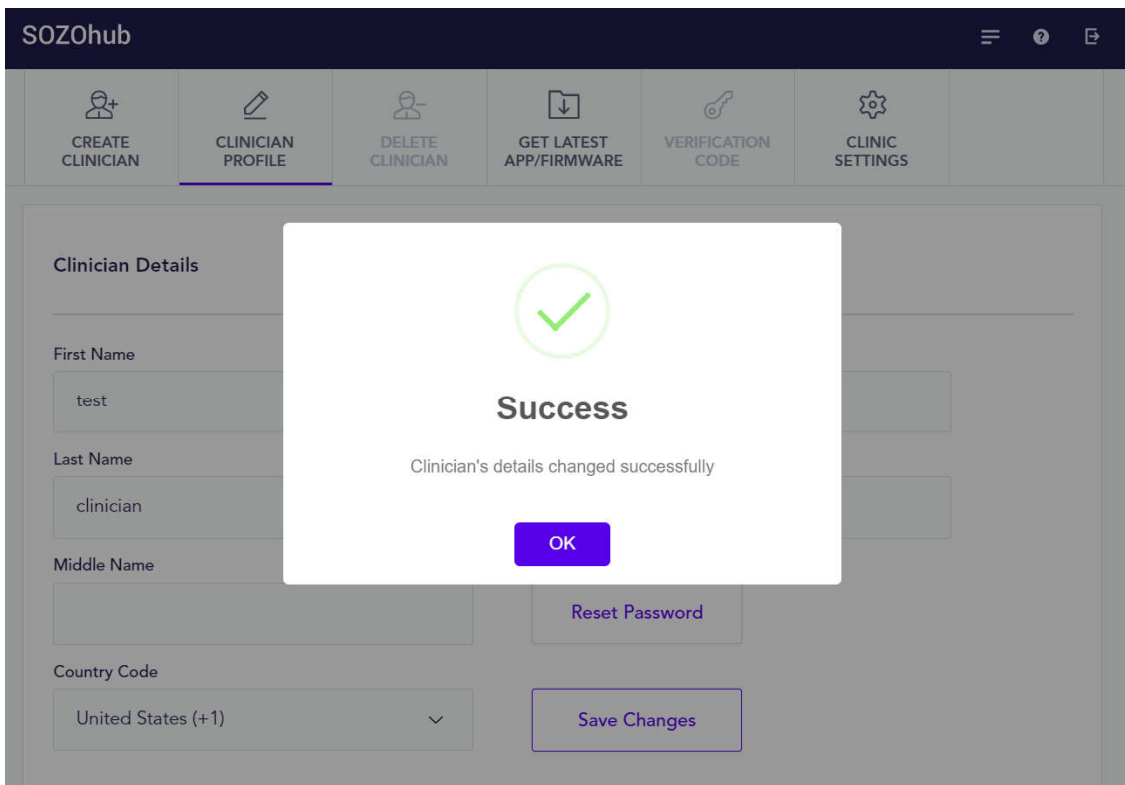 SOZOhub
CREATE
CLINICIAN
CLINICIAN
PROFILE
DELETE
CLINICIAN
GET LATEST
APP/FIRMWARE
VERIFICATION
CODE
CLINIC
SETTINGS
Clinician Details
First Name
test
Last Name
clinician
Middle Name
Country Code
United States (+1)
Success
Clinician's details changed successfully
OK
Reset Password
Save Changes